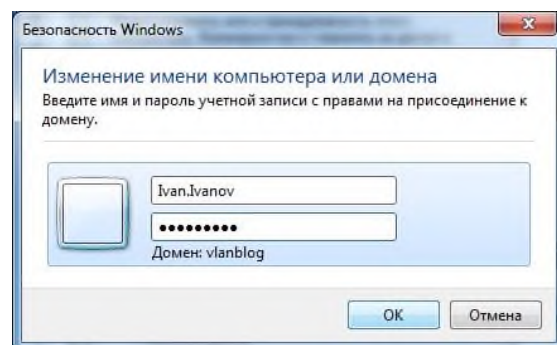 Безопасность Windows
Изменение имени компьютера или домена
Введите имя и пароль учетной записи с правами на присоединение к
домену.
Ivan.Ivanov
●●●●●●●●●
Домен: vlanblog
OK
Отмена